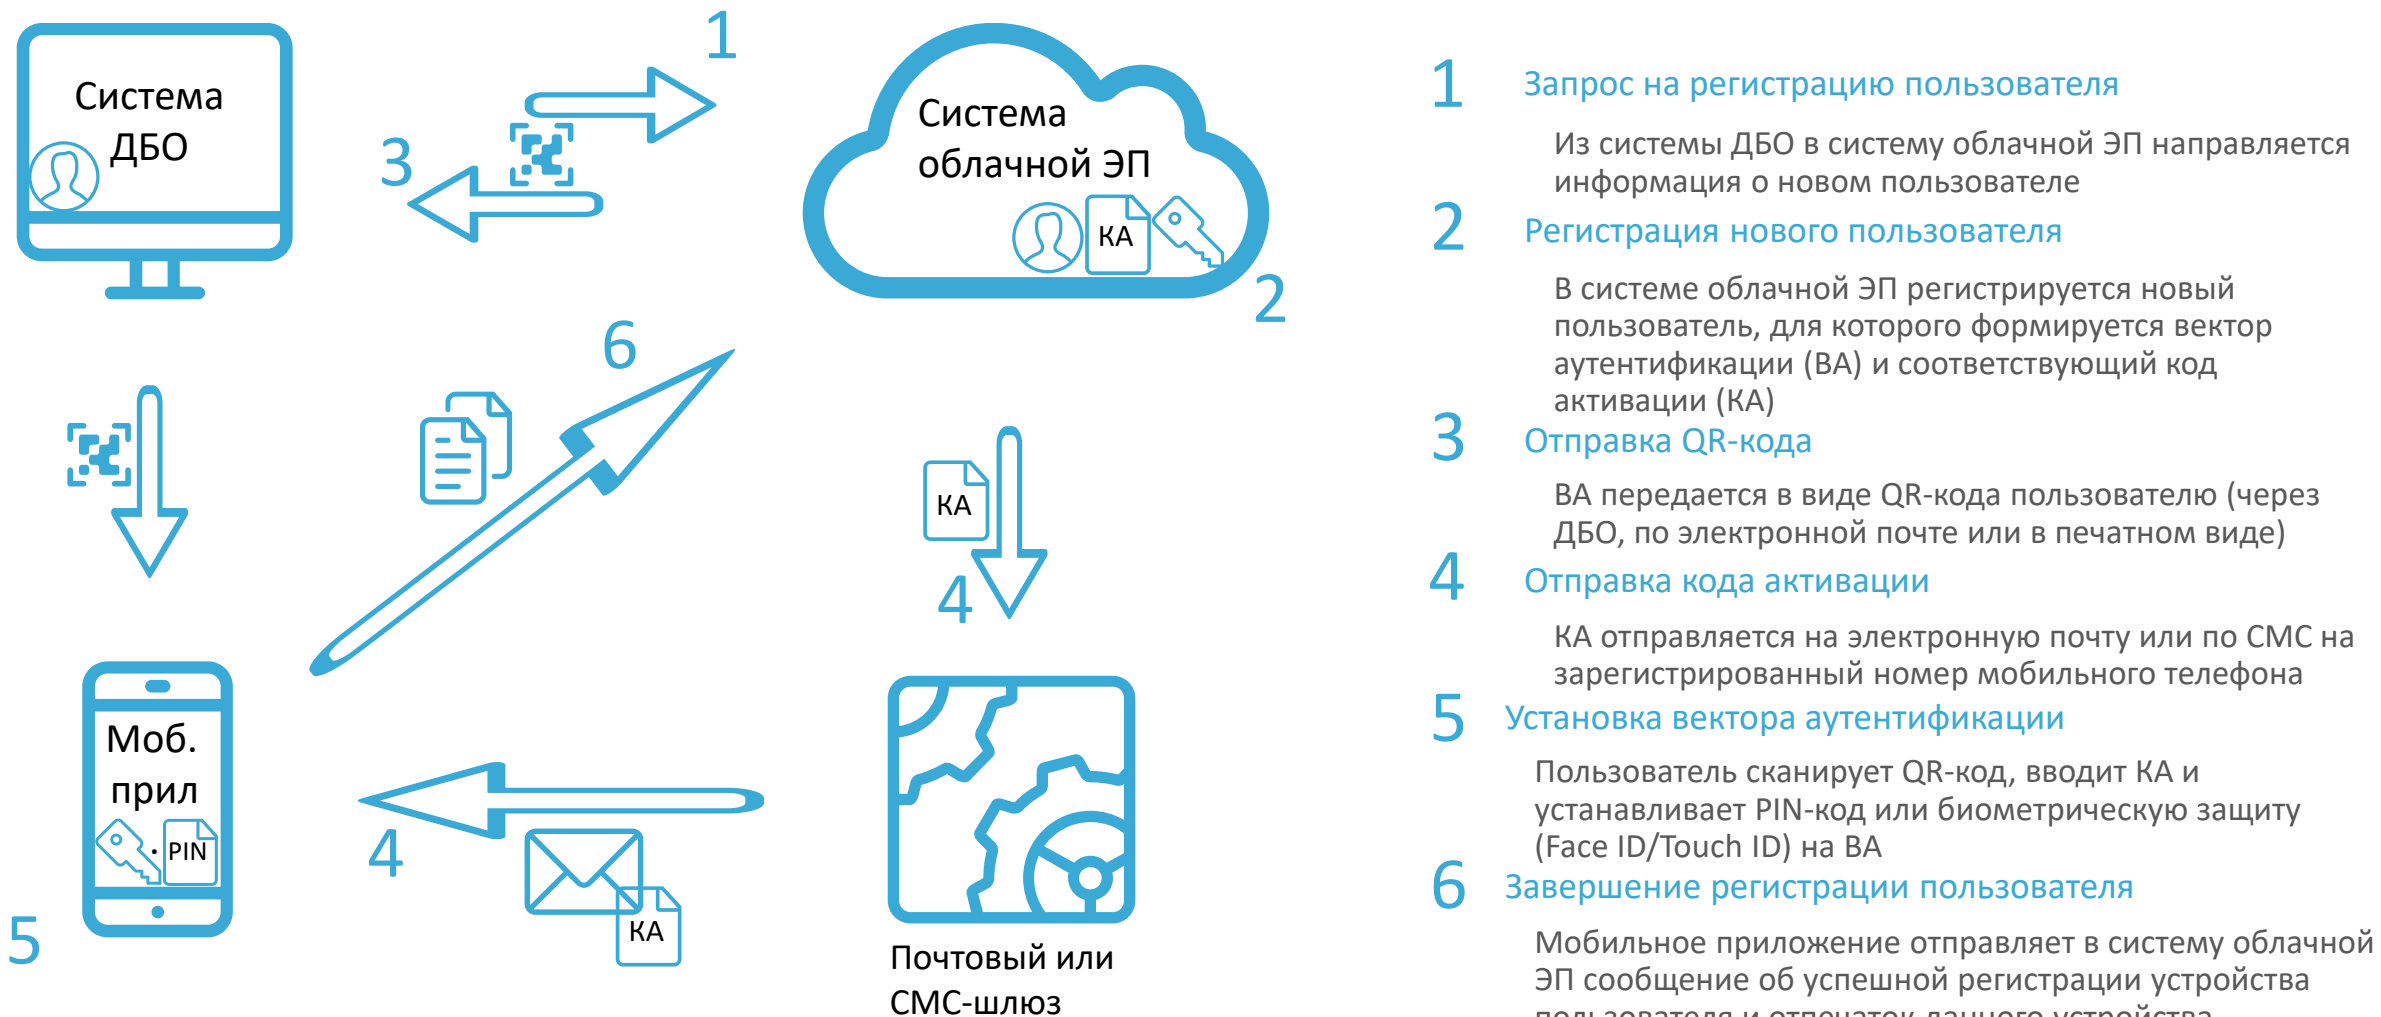 1
Система
ДБО
3
Система
облачной ЭП
КА
2
6
КА
4
Моб.
прил
PIN
5
4
КА
Почтовый или
СМС-шлюз
1 Запрос на регистрацию пользователя
Из системы ДБО в систему облачной ЭП направляется
информация о новом пользователе
2 Регистрация нового пользователя
В системе облачной ЭП регистрируется новый
пользователь, для которого формируется вектор
аутентификации (ВА) и соответствующий код
активации (КА)
3 Отправка QR-кода
ВА передается в виде QR-кода пользователю (через
ДБО, по электронной почте или в печатном виде)
4 Отправка кода активации
КА отправляется на электронную почту или по СМС на
зарегистрированный номер мобильного телефона
5 Установка вектора аутентификации
Пользователь сканирует QR-код, вводит КА и
устанавливает PIN-код или биометрическую защиту
(Face ID/Touch ID) на ВА
6 Завершение регистрации пользователя
Мобильное приложение отправляет в систему облачной
ЭП сообщение об успешной регистрации устройства
пользователя и отпечаток данного устройства